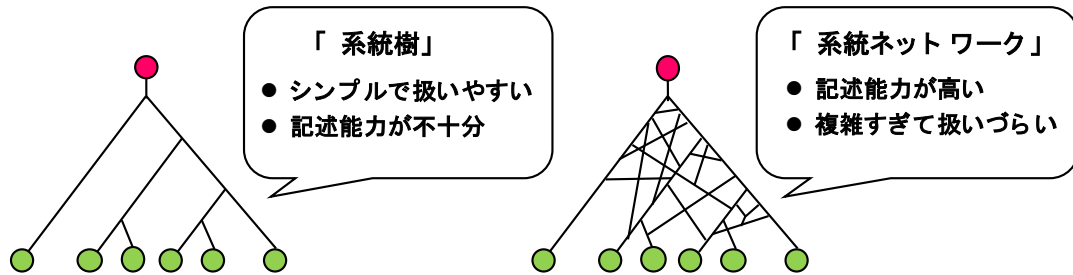 「系統樹」
● シンプルで扱いやすい
● 記述能力が不十分
「系統ネットワーク」
● 記述能力が高い
● 複雑すぎて扱いづらい